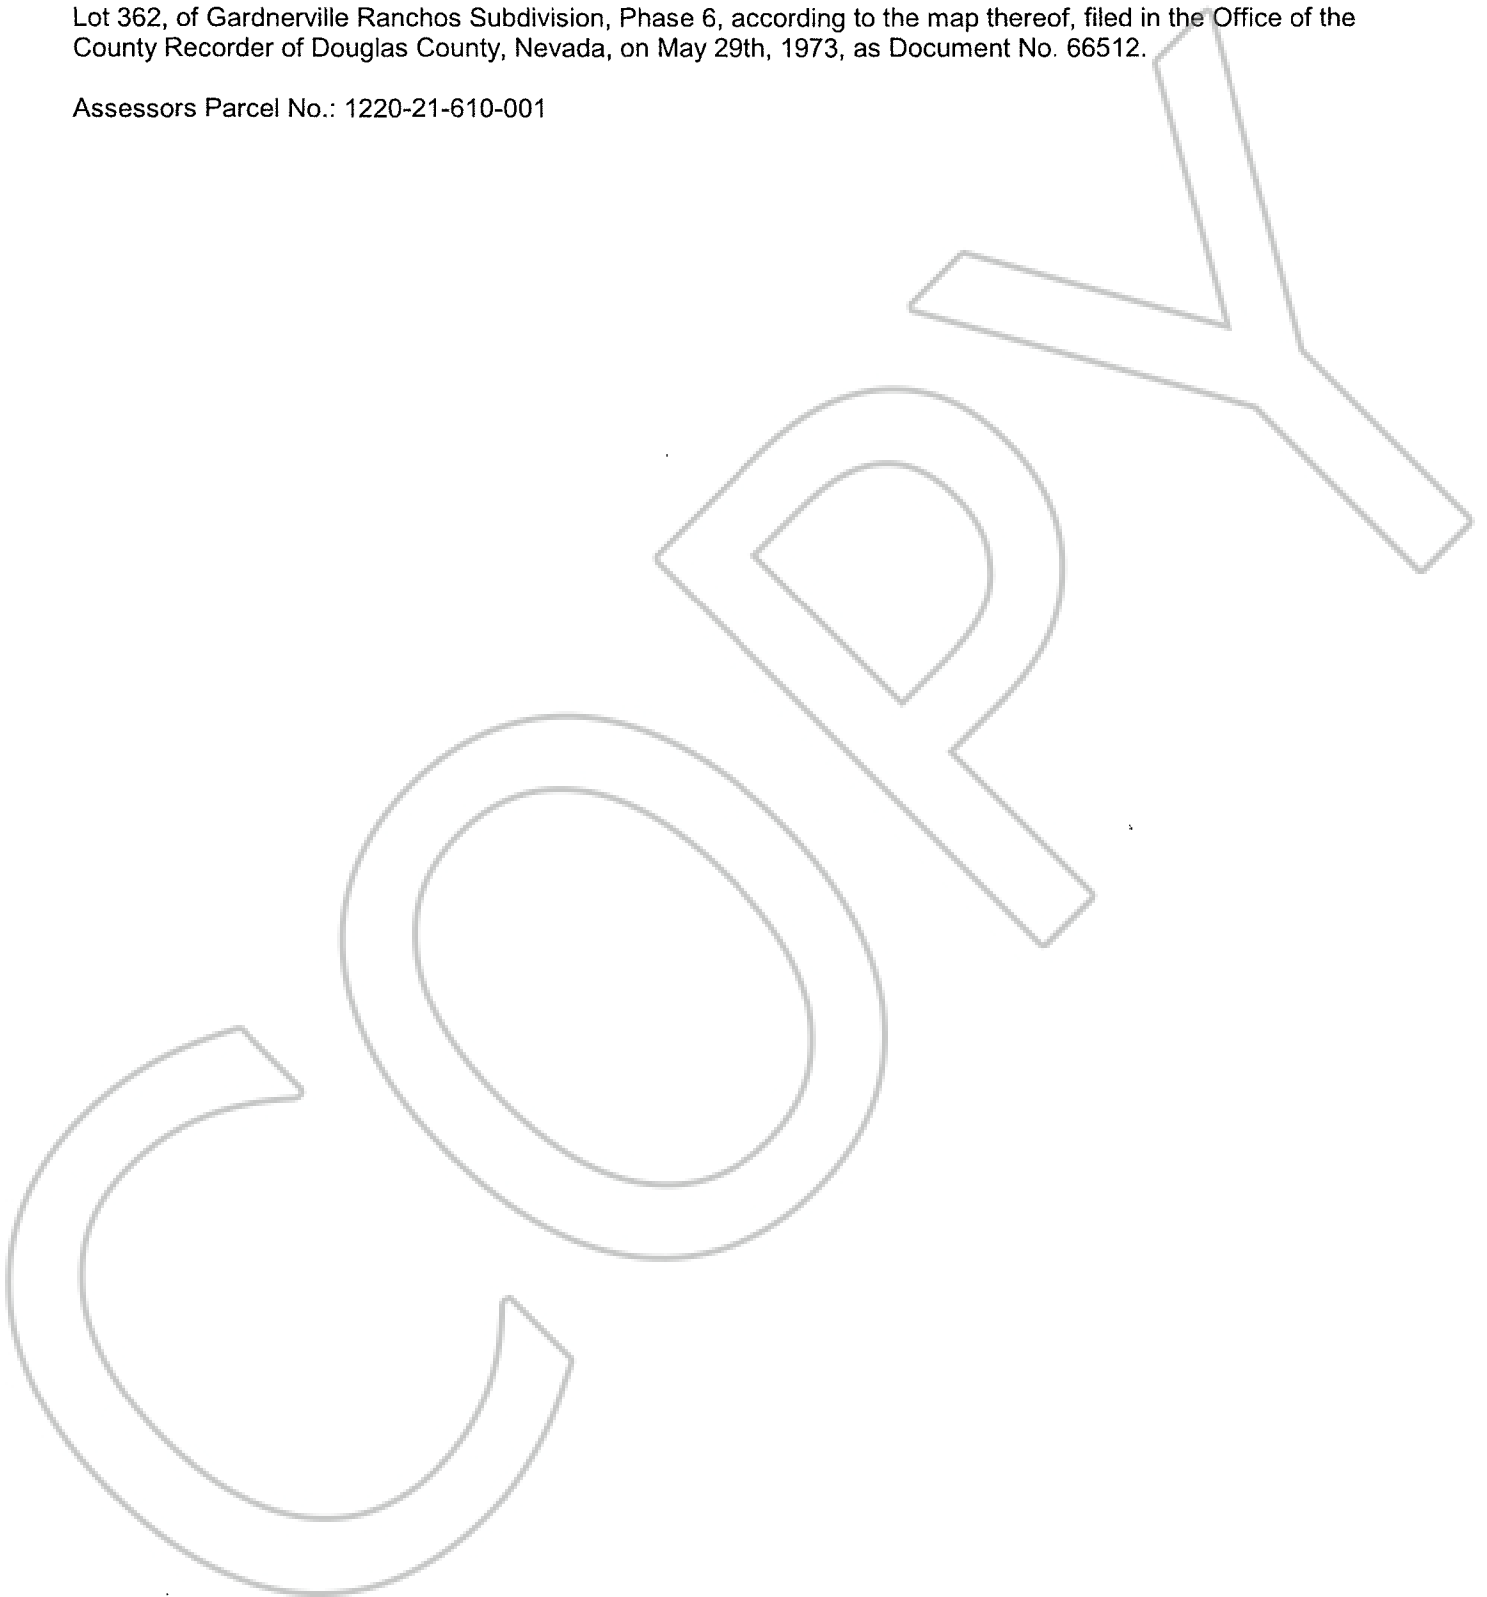 Lot 362, of Gardnerville Ranchos Subdivision, Phase 6, according to the map thereof, filed in the Office of the
County Recorder of Douglas County, Nevada, on May 29th, 1973, as Document No. 66512.
Assessors Parcel No.: 1220-21-610-001
COPY